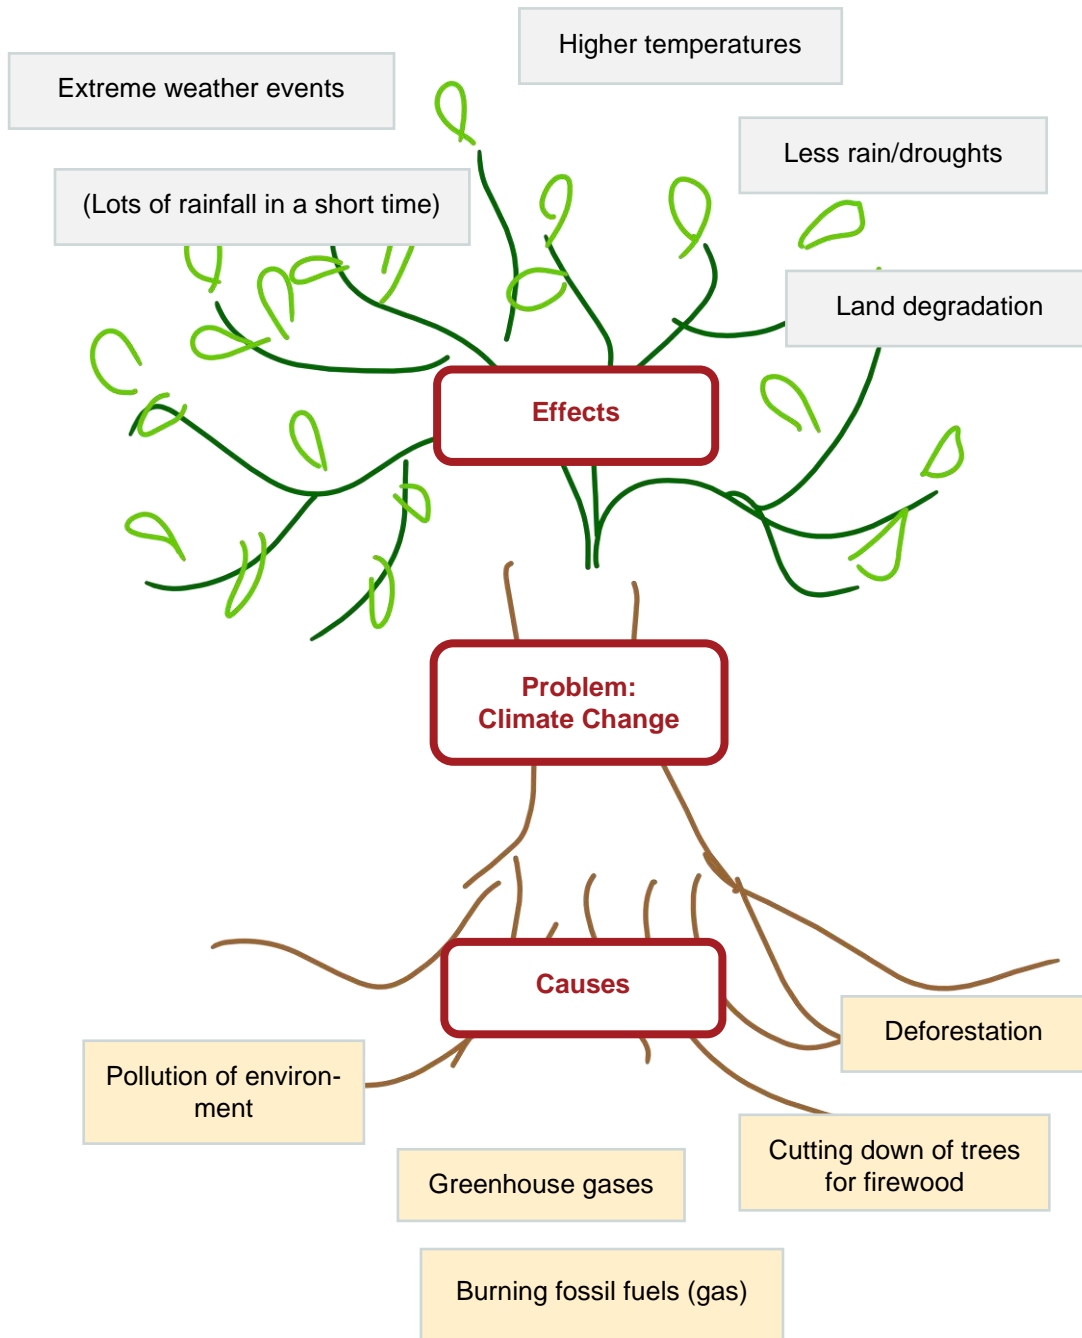 Higher temperatures
Extreme weather events
Less rain/droughts
(Lots of rainfall in a short time)
Land degradation
Effects
Problem:
Climate Change
Causes
Deforestation
Pollution of environ-
ment
Cutting down of trees
for firewood
Greenhouse gases
Burning fossil fuels (gas)